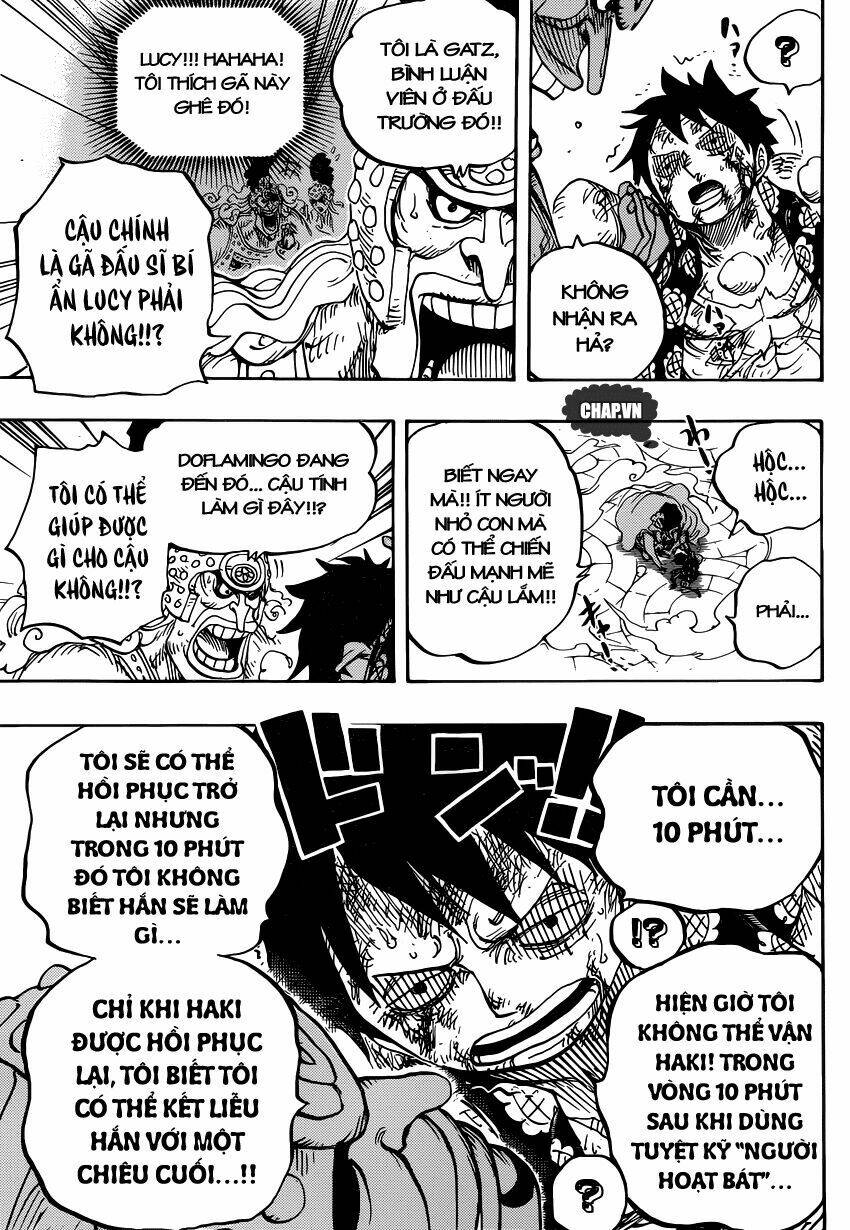 ?
KHÔNG
NHẬN RA
HẢ?
TÔI LÀ GATZ,
BÌNH LUẬN
VIÊN Ở ĐẤU
TRƯỜNG ĐÓ!!
LUCY!!! HAHAHA!
TÔI THÍCH GÃ NÀY
GHÊ ĐÓ!
CẬU CHÍNH
LÀ GÃ ĐẤU SĨ BÍ
ẨN LUCY PHẢI
KHÔNG!!?
CHAP.VN
HỘC...
HỘC...
PHẢI...
BIẾT NGAY
MÀ!! ÍT NGƯỜI
NHỎ CON MÀ
CÓ THỂ CHIẾN
ĐẤU MẠNH MẼ
NHƯ CẬU LẮM!!
DOFLAMINGO ĐANG
ĐẾN ĐÓ... CẬU TÍNH
LÀM GÌ ĐÂY!!?
TÔI CÓ THỂ
GIÚP ĐƯỢC
GÌ CHO CẬU
KHÔNG!!?
ドン!!
TÔI CẦN...
10 PHÚT...
!?
HIỆN GIỜ TÔI
KHÔNG THỂ VẬN
HAKI! TRONG
VÒNG 10 PHÚT
SAU KHI DÙNG
TUYỆT KỸ "NGƯỜI
HOẠT BÁT"...
?
TÔI SẼ CÓ THỂ
HỒI PHỤC TRỞ
LẠI NHƯNG
TRONG 10 PHÚT
ĐÓ TÔI KHÔNG
BIẾT HẮN SẼ LÀM
GÌ...
CHỈ KHI HAKI
ĐƯỢC HỒI PHỤC
LẠI, TÔI BIẾT TÔI
CÓ THỂ KẾT LIỄU
HẮN VỚI MỘT
CHIÊU CUỐI...!!